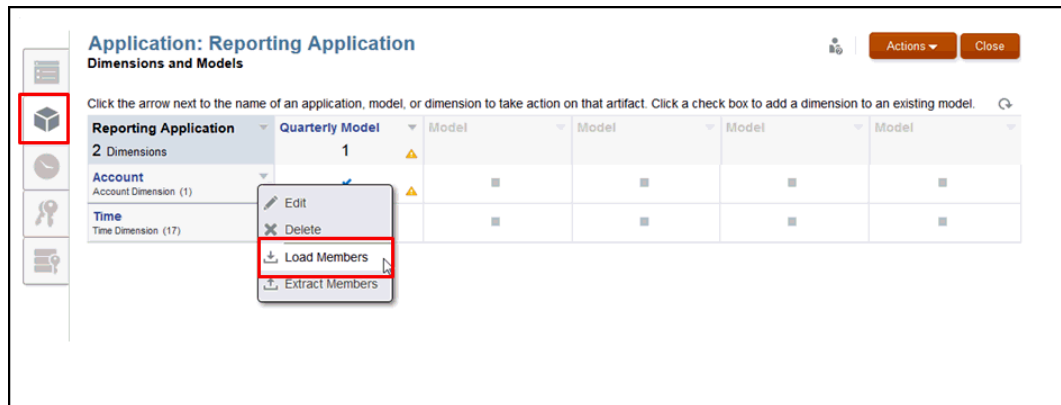 Application: Reporting Application
Dimensions and Models
Actions
Close
Click the arrow next to the name of an application, model, or dimension to take action on that artifact. Click a check box to add a dimension to an existing model.
Reporting Application Quarterly Model Model Model Model Model
2 Dimensions 1
Account
Account Dimension (1)
Time
Time Dimension (17)
Edit
Delete
Load Members
Extract Members